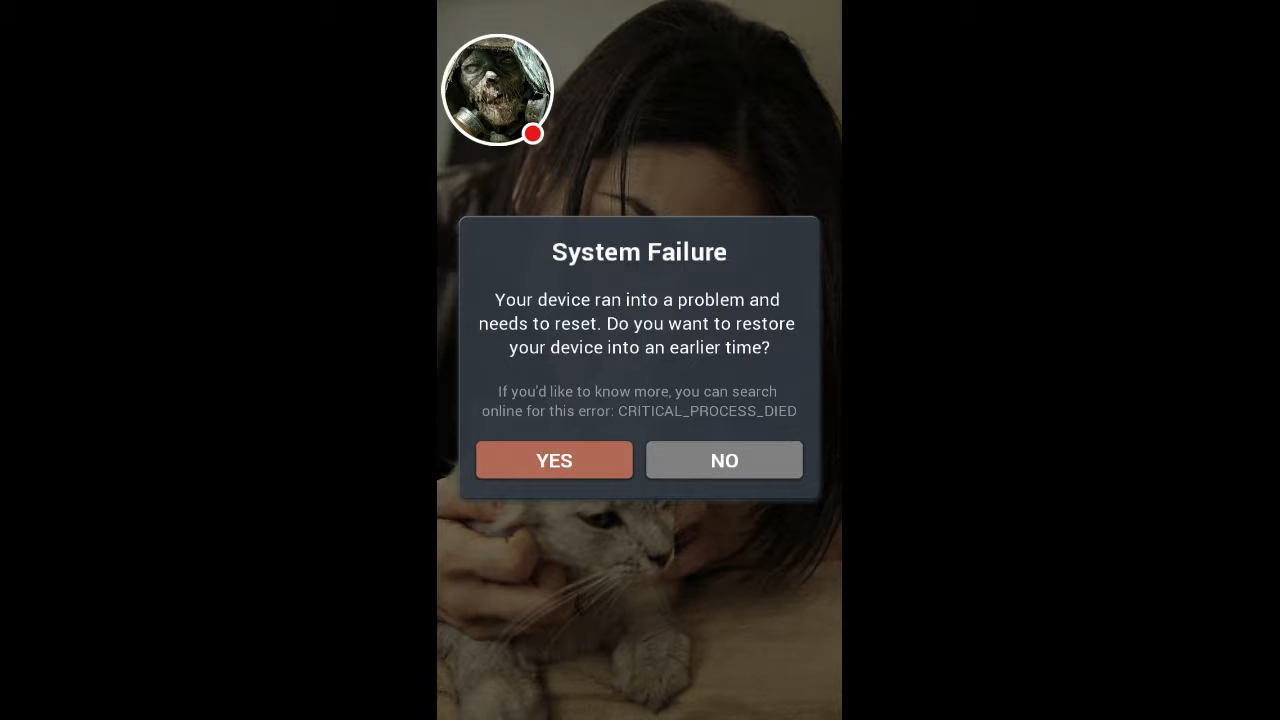 System Failure
Your device ran into a problem and
needs to reset. Do you want to restore
your device into an earlier time?
If you'd like to know more, you can search
online for this error: CRITICAL_PROCESS_DIED
YES
NO